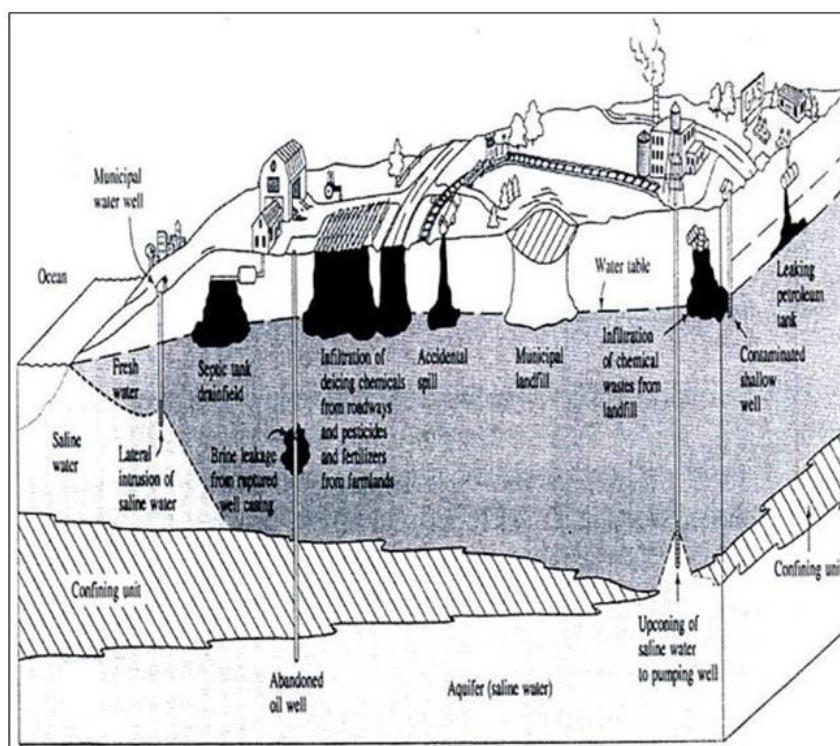 GAS
Municipal
water well
Ocean
Water table
Leaking
petroleum
tank
Fresh
water
Septic tank
drainfield
Infiltration of
deicing chemicals
from roadways
and pesticides
and fertilizers
from farmlands
Accidental
spill
Municipal
landfill
Infiltration
of chemical
wastes from
landfill
Contaminated
shallow
well
Saline
water
Lateral
intrusion of
saline water
Brine leakage
from ruptured
well casing
Confining unit
Confining unit
Upconing of
saline water
to pumping well
Abandoned
oil well
Aquifer (saline water)